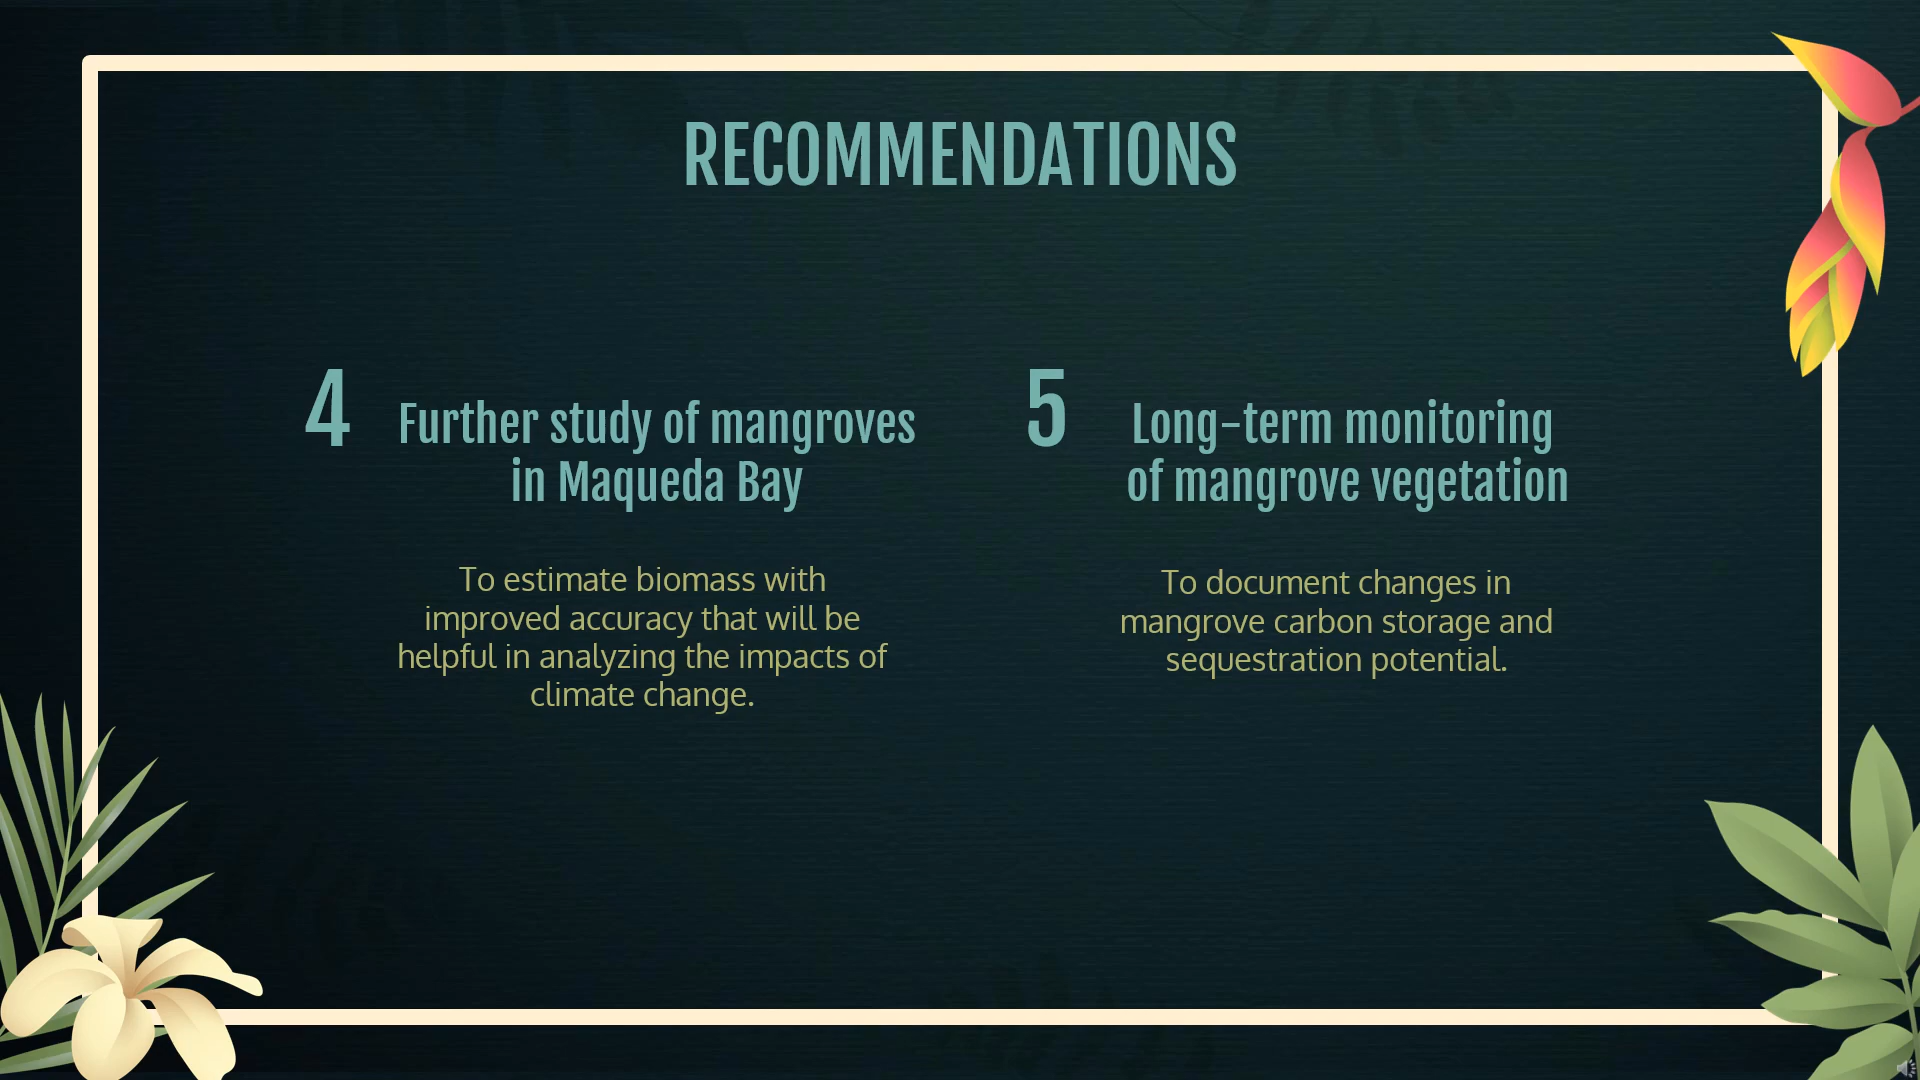 RECOMMENDATIONS
4
Further study of mangroves
in Maqueda Bay
To estimate biomass with
improved accuracy that will be
helpful in analyzing the impacts of
climate change.
5
Long-term monitoring
of mangrove vegetation
To document changes in
mangrove carbon storage and
sequestration potential.